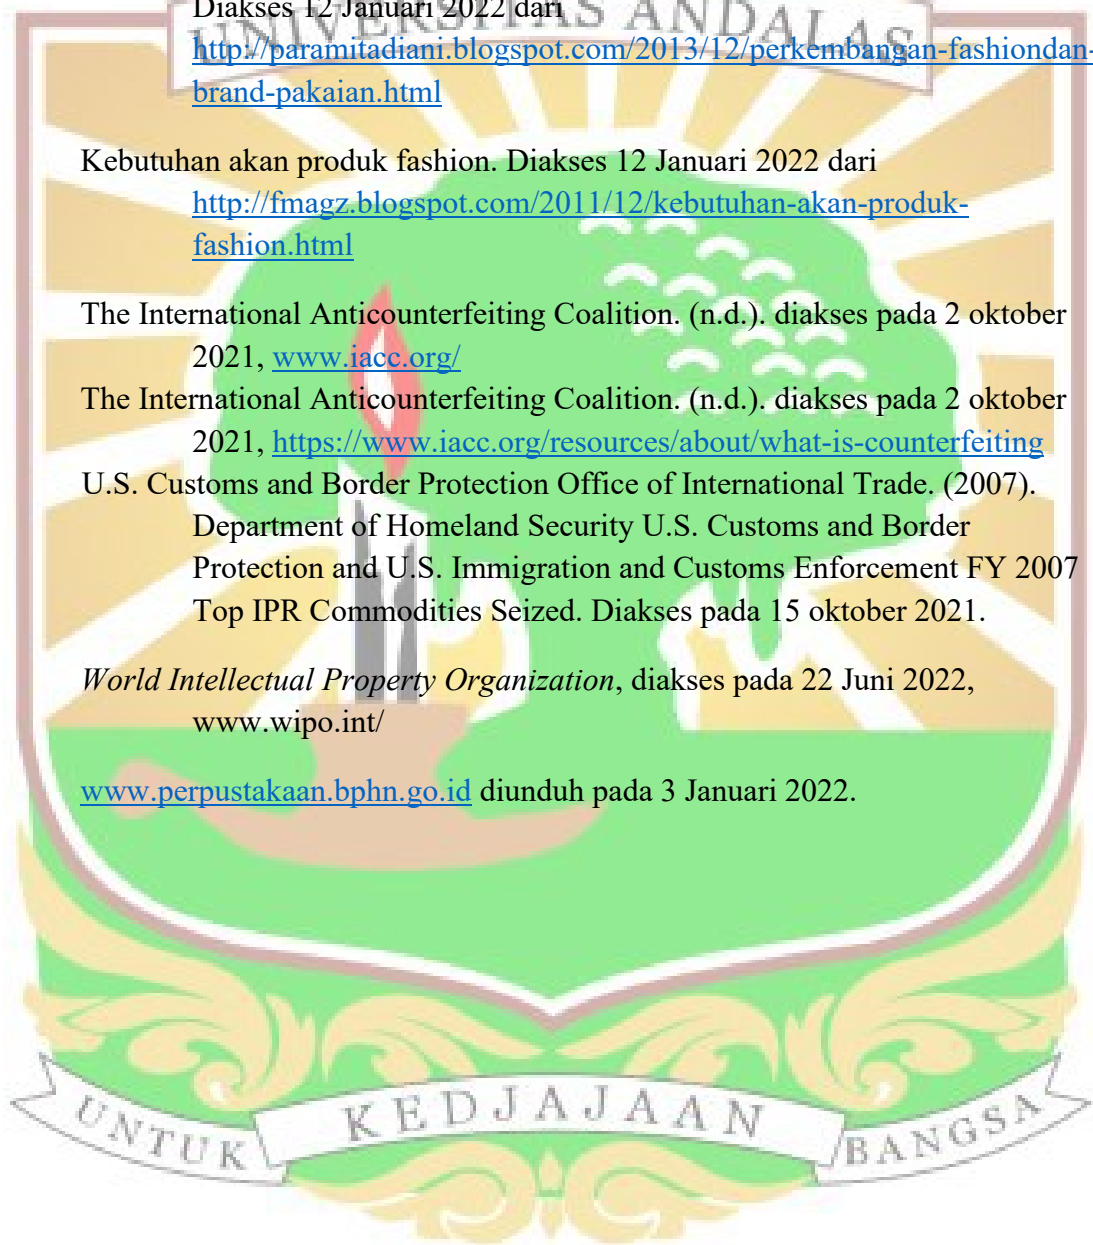 Diakses 12 Januari 2022 dari
UNIVERSITAS ANDALAS
http://paramitadiani.blogspot.com/2013/12/perkembangan-fashiondan-
brand-pakaian.html
Kebutuhan akan produk fashion. Diakses 12 Januari 2022 dari
http://fmagz.blogspot.com/2011/12/kebutuhan-akan-produk-
fashion.html
The International Anticounterfeiting Coalition. (n.d.). diakses pada 2 oktober
2021, www.iacc.org/
The International Anticounterfeiting Coalition. (n.d.). diakses pada 2 oktober
2021, https://www.iacc.org/resources/about/what-is-counterfeiting
U.S. Customs and Border Protection Office of International Trade. (2007).
Department of Homeland Security U.S. Customs and Border
Protection and U.S. Immigration and Customs Enforcement FY 2007
Top IPR Commodities Seized. Diakses pada 15 oktober 2021.
World Intellectual Property Organization, diakses pada 22 Juni 2022,
www.wipo.int/
www.perpustakaan.bphn.go.id diunduh pada 3 Januari 2022.
UNTUK KEDJAJAAN BANGSA